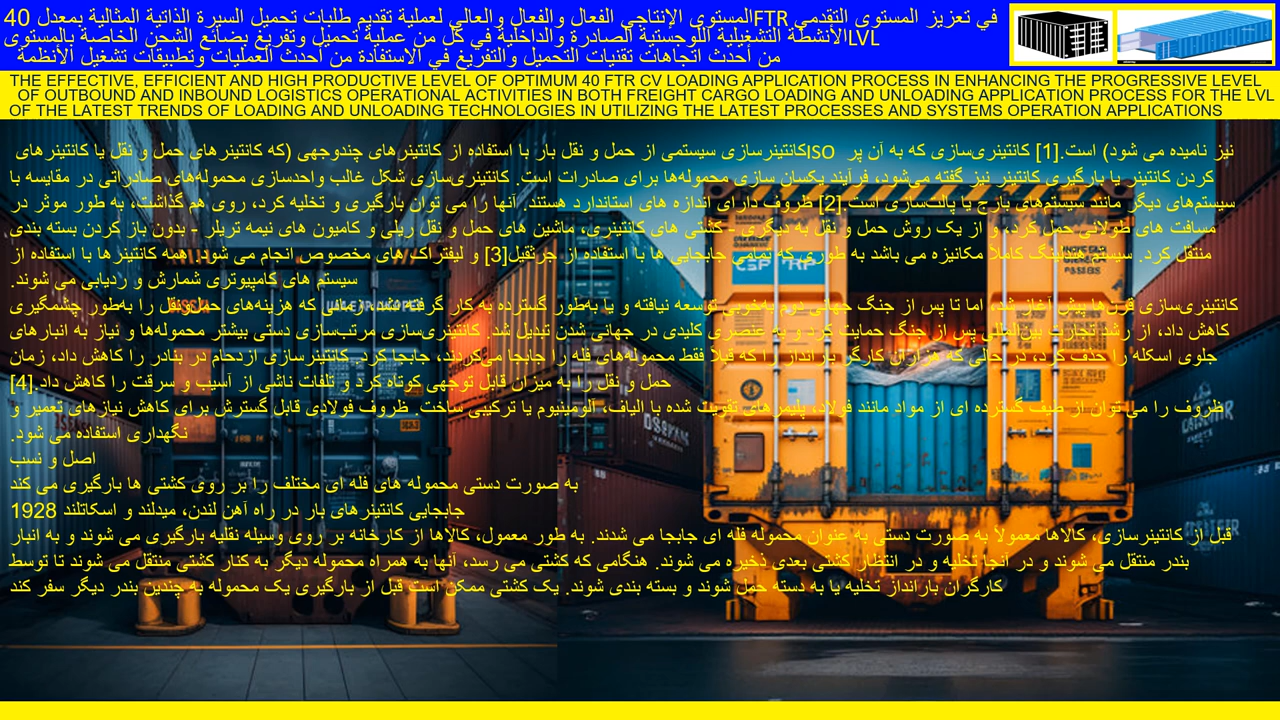 في تعزيز المستوى التقدمي FTRالمستوى الإنتاجي الفعال والفعال والعالي لعملية تقديم طلبات تحميل السيرة الذاتية المثالية بمعدل 40
LVLالأنشطة التشغيلية اللوجستية الصادرة والداخلية في كل من عملية تحميل وتفريغ بضائع الشحن الخاصة بالمستوى
من أحدث اتجاهات تقنيات التحميل والتفريغ في الاستفادة من أحدث العمليات وتطبيقات تشغيل الأنظمة
THE EFFECTIVE, EFFICIENT AND HIGH PRODUCTIVE LEVEL OF OPTIMUM 40 FTR CV LOADING APPLICATION PROCESS IN ENHANCING THE PROGRESSIVE LEVEL
OF OUTBOUND AND INBOUND LOGISTICS OPERATIONAL ACTIVITIES IN BOTH FREIGHT CARGO LOADING AND UNLOADING APPLICATION PROCESS FOR THE LVL
OF THE LATEST TRENDS OF LOADING AND UNLOADING TECHNOLOGIES IN UTILIZING THE LATEST PROCESSES AND SYSTEMS OPERATION APPLICATIONS
نیز نامیده می شود) است.[1] کانتینری‌سازی که به آن پر ISOکانتینرسازی سیستمی از حمل و نقل بار با استفاده از کانتینرهای چندوجهی (که کانتینرهای حمل و نقل یا کانتینرهای
کردن کانتینر یا بارگیری کانتینر نیز گفته می‌شود، فرآیند یکسان سازی محموله‌ها برای صادرات است. کانتینری‌سازی شکل غالب واحدسازی محموله‌های صادراتی در مقایسه با
سیستم‌های دیگر مانند سیستم‌های بارج یا پالت‌سازی است.[2] ظروف دارای اندازه های استاندارد هستند. آنها را می توان بارگیری و تخلیه کرد، روی هم گذاشت، به طور موثر در
مسافت های طولانی حمل کرد، و از یک روش حمل و نقل به دیگری - کشتی های کانتینری، ماشین های حمل و نقل ریلی و کامیون های نیمه تریلر - بدون باز کردن بسته بندی
منتقل کرد. سیستم هندلینگ کاملاً مکانیزه می باشد به طوری که تمامی جابجایی ها با استفاده از جرثقیل[3] و لیفتراک های مخصوص انجام می شود. همه کانتینرها با استفاده از
سیستم های کامپیوتری شمارش و ردیابی می شوند.
کانتینری‌سازی قرن‌ها پیش آغاز شد، اما تا پس از جنگ جهانی دوم به‌خوبی توسعه نیافته و یا به‌طور گسترده به کار گرفته نشد، زمانی که هزینه‌های حمل‌ونقل را به‌طور چشمگیری
کاهش داد، از رشد تجارت بین‌المللی پس از جنگ حمایت کرد و به عنصری کلیدی در جهانی شدن تبدیل شد. کانتینری‌سازی مرتب‌سازی دستی بیشتر محموله‌ها و نیاز به انبارهای
جلوی اسکله را حذف کرد، در حالی که هزاران کارگر بارانداز را که قبلاً فقط محموله‌های فله را جابجا می‌کردند، جابجا کرد. کانتینرسازی ازدحام در بنادر را کاهش داد، زمان
حمل و نقل را به میزان قابل توجهی کوتاه کرد و تلفات ناشی از آسیب و سرقت را کاهش داد.[4]
ظروف را می توان از طیف گسترده ای از مواد مانند فولاد، پلیمرهای تقویت شده با الیاف، آلومینیوم یا ترکیبی ساخت. ظروف فولادی قابل گسترش برای کاهش نیازهای تعمیر و
نگهداری استفاده می شود.
اصل و نسب
به صورت دستی محموله های فله ای مختلف را بر روی کشتی ها بارگیری می کند
جابجایی کانتینرهای بار در راه آهن لندن، میدلند و اسکاتلند 1928
قبل از کانتینرسازی، کالاها معمولاً به صورت دستی به عنوان محموله فله ای جابجا می شدند. به طور معمول، کالاها از کارخانه بر روی وسیله نقلیه بارگیری می شوند و به انبار
بندر منتقل می شوند و در آنجا تخلیه و در انتظار کشتی بعدی ذخیره می شوند. هنگامی که کشتی می رسد، آنها به همراه محموله دیگر به کنار کشتی منتقل می شوند تا توسط
کارگران بارانداز تخلیه یا به دسته حمل شوند و بسته بندی شوند. یک کشتی ممکن است قبل از بارگیری یک محموله به چندین بندر دیگر سفر کند